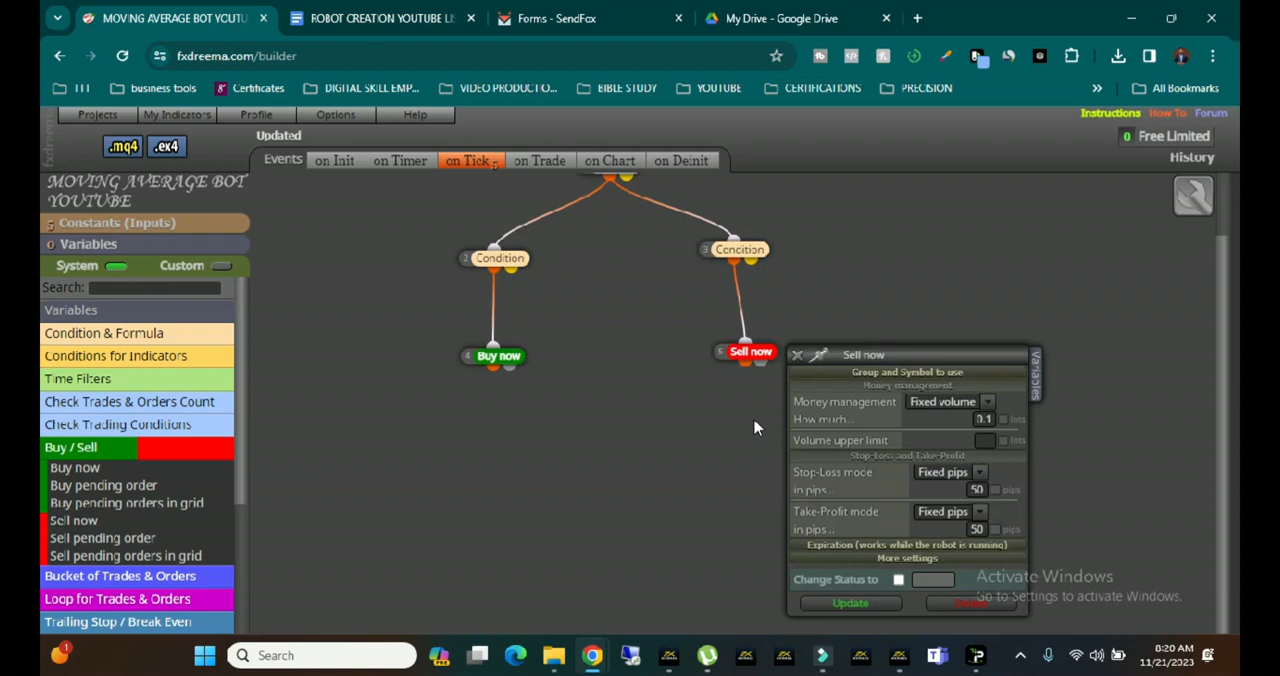 MOVING AVERAGE BOT YOUTU
ROBOT CREATION YOUTUBE LIS
Forms - SendFox
My Drive - Google Drive
fxdreema.com/builder
business tools
Certificates
DIGITAL SKILL EMP...
VIDEO PRODUCTIO...
BIBLE STUDY
YOUTUBE
CERTIFICATIONS
PRECISION
All Bookmarks
Projects
My Indicators
Profile
Options
Help
Instructions
How To
Forum
fxdreema
.mq4
.ex4
Updated
0 Free Limited
Events
on Init
on Timer
on Tick 5
on Trade
on Chart
on Deinit
History
MOVING AVERAGE BOT
YOUTUBE
5 Constants (Inputs)
0 Variables
System
Custom
Search:
Variables
Condition & Formula
Conditions for Indicators
Time Filters
Check Trades & Orders Count
Check Trading Conditions
Buy / Sell
Buy now
Buy pending order
Buy pending orders in grid
Sell now
Sell pending order
Sell pending orders in grid
Bucket of Trades & Orders
Loop for Trades & Orders
Trailing Stop / Break Even
2 Condition
3 Condition
4 Buy now
5 Sell now
Sell now
Variables
Group and Symbol to use
Money management
Money management Fixed volume
How much... 0.1 lots
Volume upper limit lots
Stop-Loss and Take-Profit
Stop-Loss mode Fixed pips
in pips... 50 pips
Take-Profit mode Fixed pips
in pips... 50 pips
Expiration (works while the robot is running)
More settings
Change Status to
Update
Activate Windows
Go to Settings to activate Windows.
1
Search
8:20 AM
11/21/2023